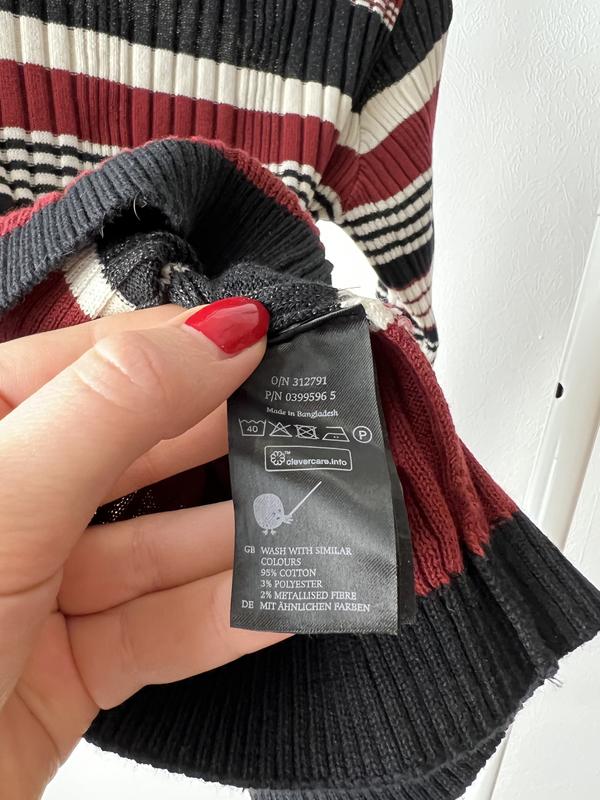 O/N 312791
P/N 0399596 5
Made in Bangladesh
40 P
clevercare.info
GB WASH WITH SIMILAR
COLOURS
95% COTTON
3% POLYESTER
2% METALLISED FIBRE
DE MIT ÄHNLICHEN FARBEN